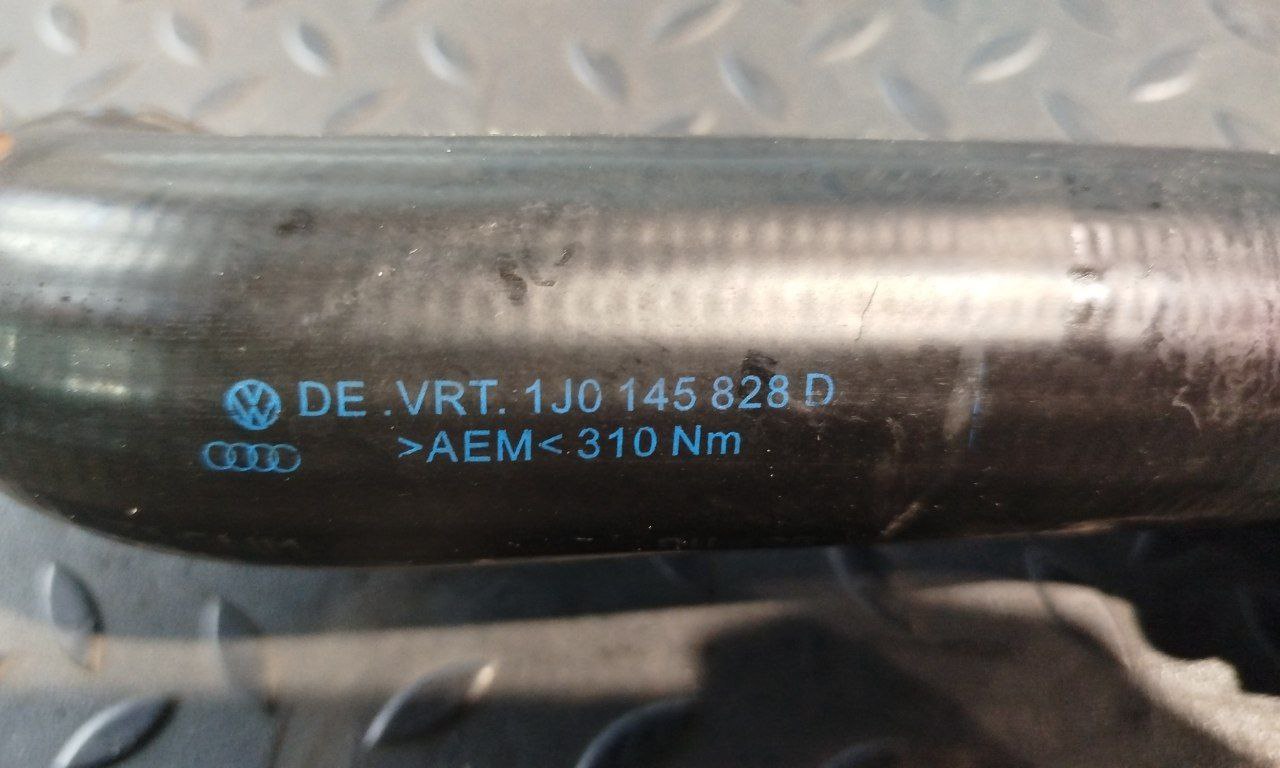 DE .VRT. 1J0 145 828 D
>AEM< 310 Nm